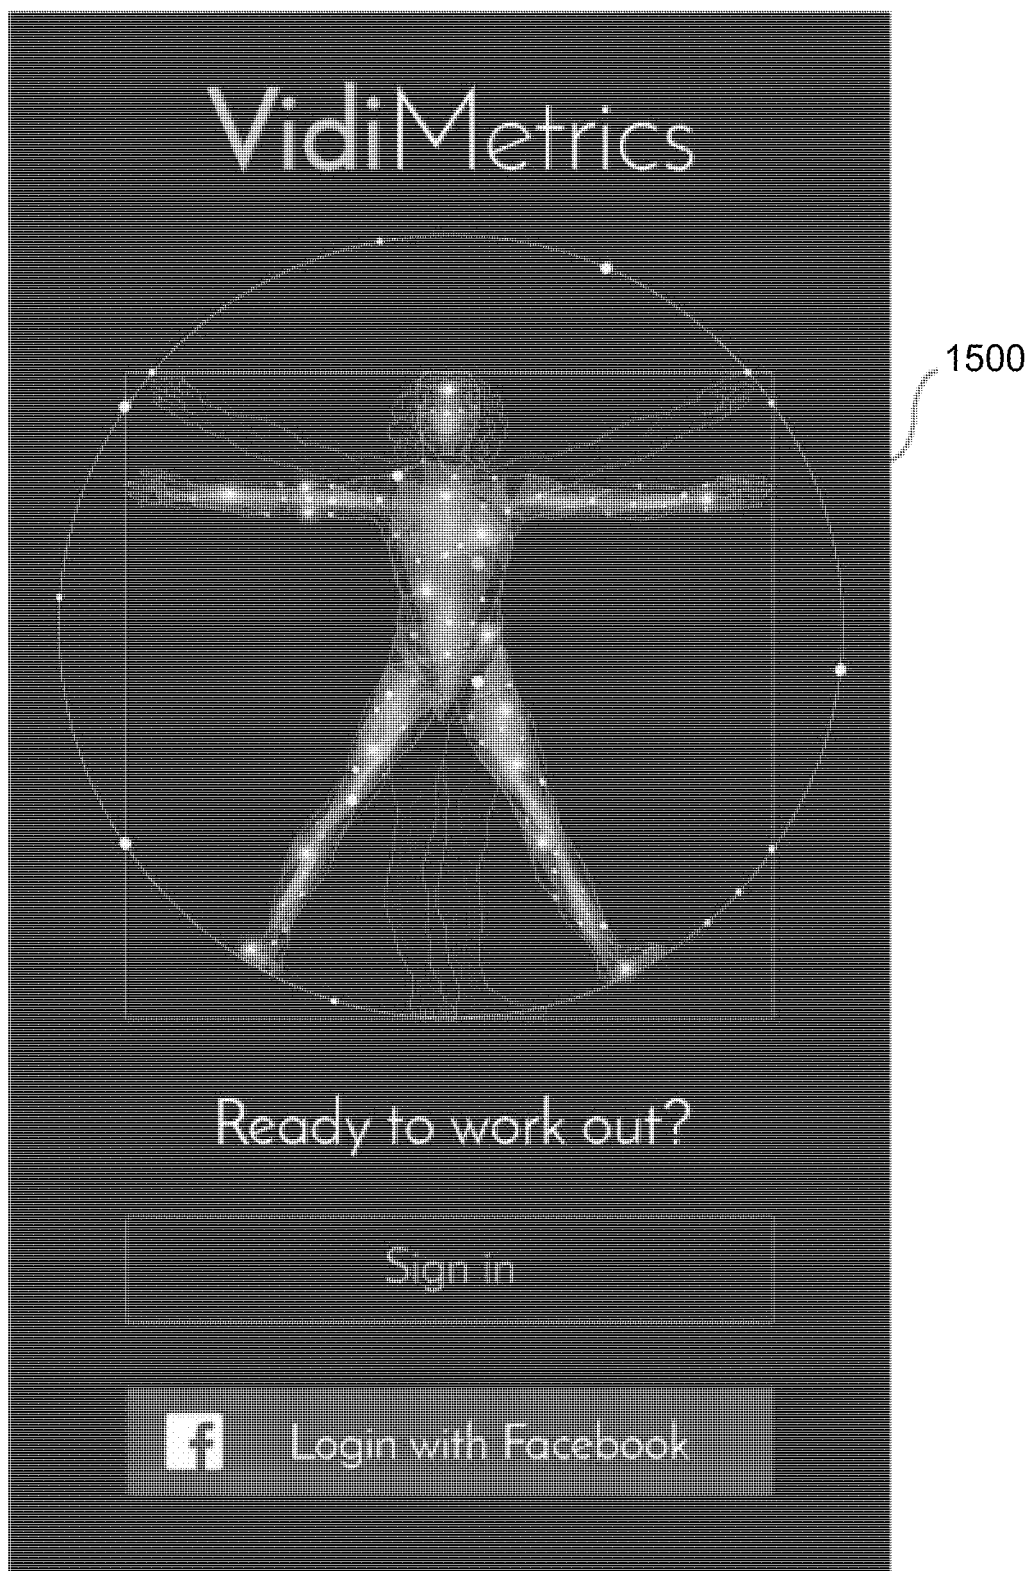 VidiMetrics
1500
Ready to work out?
Sign in
Login with Facebook